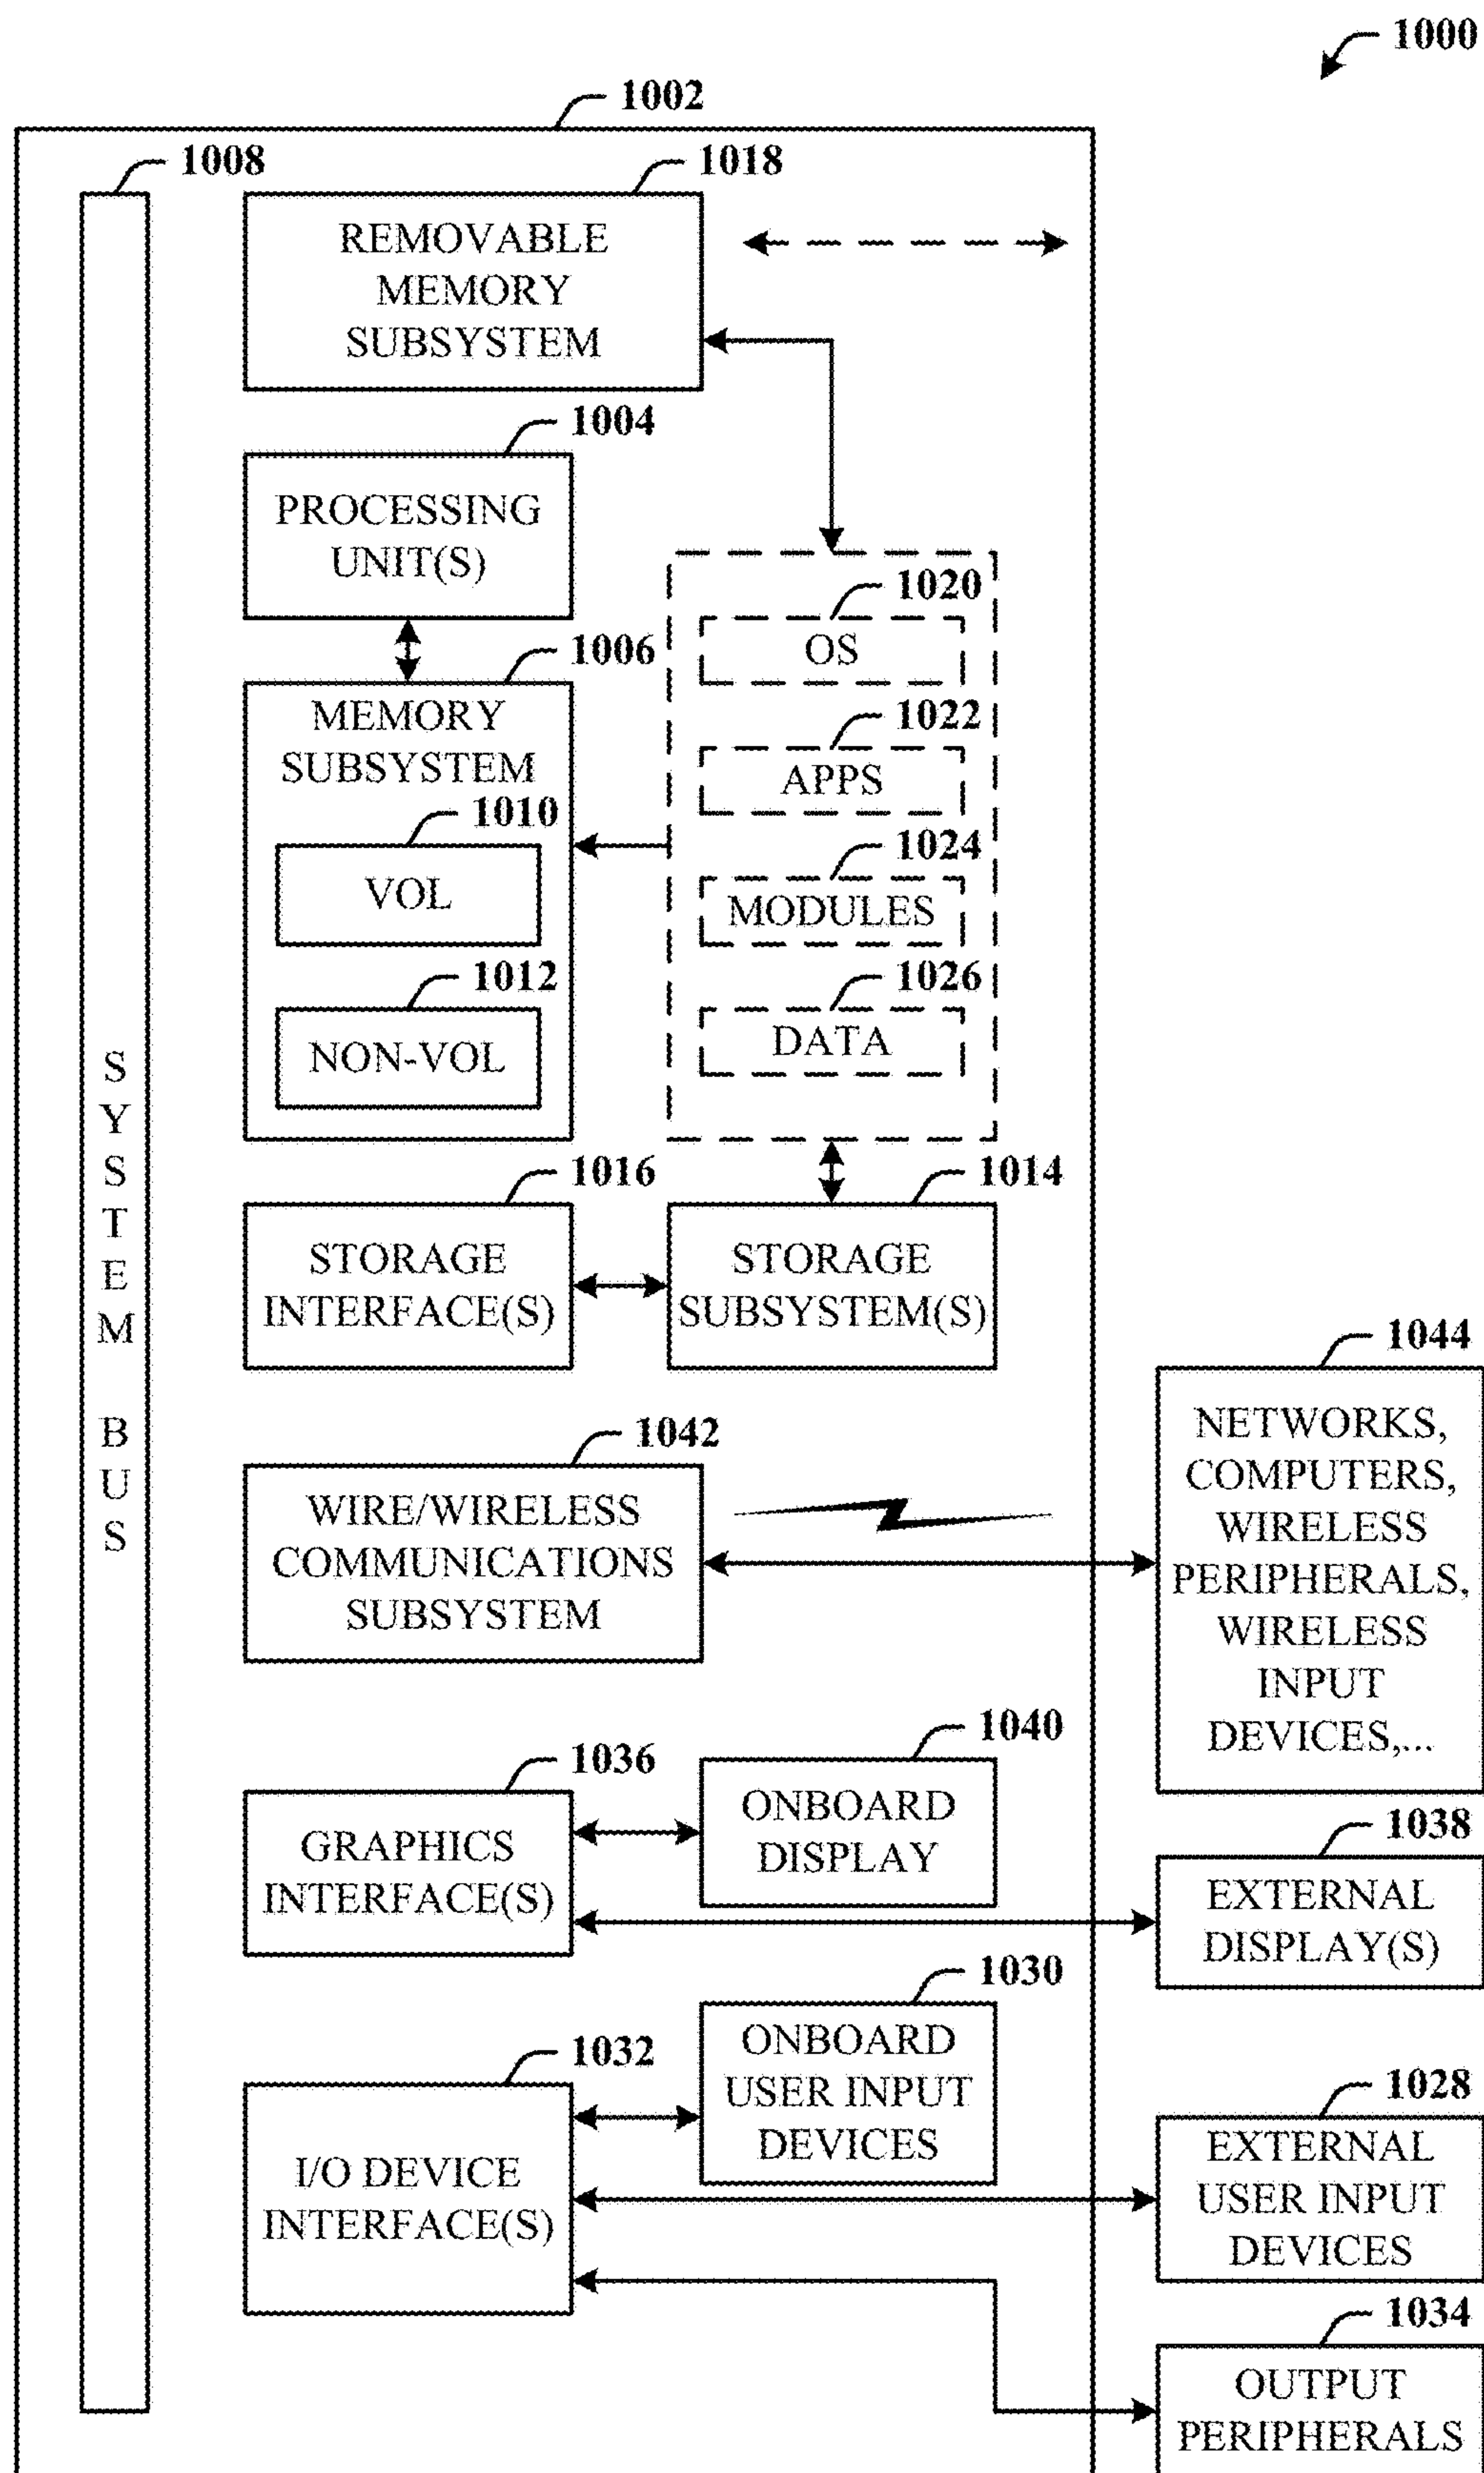 1000
1002
1008
1018
REMOVABLE
MEMORY
SUBSYSTEM
1004
PROCESSING
UNIT(S)
1020
OS
1006
MEMORY
SUBSYSTEM
1022
APPS
1010
VOL
1024
MODULES
1012
NON-VOL
1026
DATA
SYSTEM BUS
1016
STORAGE
INTERFACE(S)
1014
STORAGE
SUBSYSTEM(S)
1044
NETWORKS,
COMPUTERS,
WIRELESS
PERIPHERALS,
WIRELESS
INPUT
DEVICES,...
1042
WIRE/WIRELESS
COMMUNICATIONS
SUBSYSTEM
1040
ONBOARD
DISPLAY
1036
GRAPHICS
INTERFACE(S)
1038
EXTERNAL
DISPLAY(S)
1030
ONBOARD
USER INPUT
DEVICES
1032
I/O DEVICE
INTERFACE(S)
1028
EXTERNAL
USER INPUT
DEVICES
1034
OUTPUT
PERIPHERALS